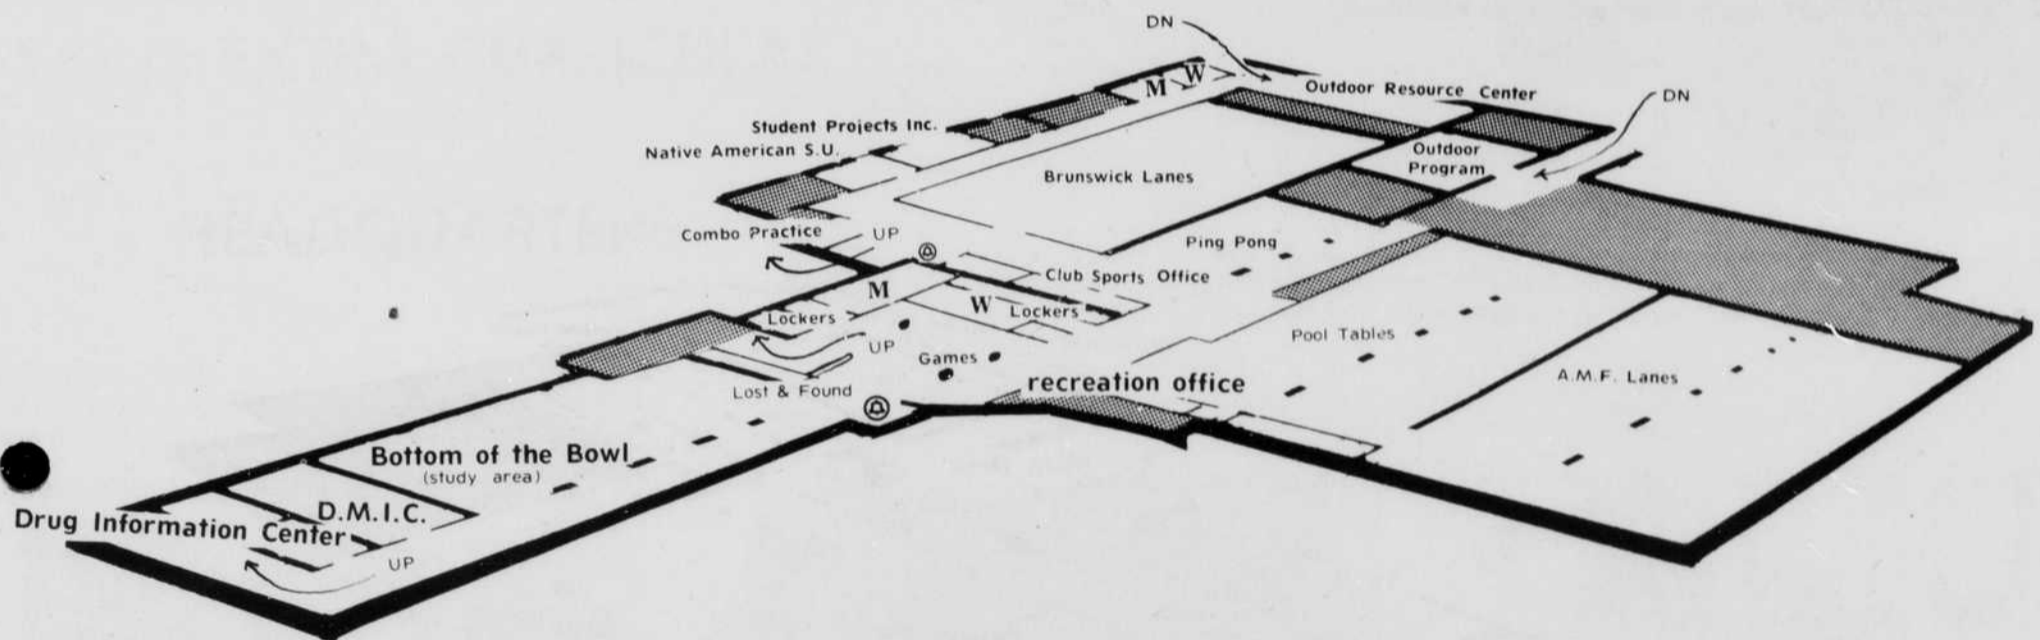 DN
M
W
Outdoor Resource Center
DN
Student Projects Inc.
Native American S.U.
Outdoor
Program
Brunswick Lanes
Combo Practice
UP
Ping Pong
Club Sports Office
M
W
Lockers
Lockers
UP
Games
Pool Tables
Lost & Found
recreation office
A.M.F. Lanes
Bottom of the Bowl
(study area)
D.M.I.C.
Drug Information Center
UP